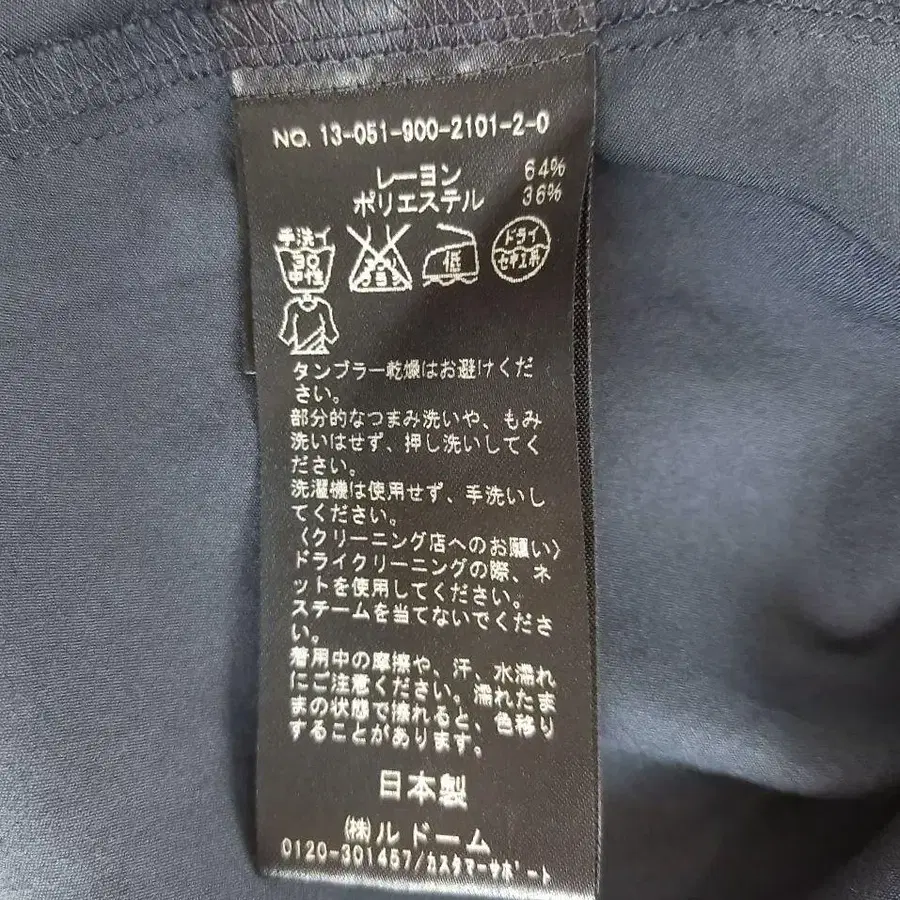 NO. 13-051-900-2101-2-0
レーヨン 64%
ポリエステル 36%
手洗イ
30
中性
エンソ
サラシ
低
ドライ
セキユ系
タンブラー乾燥はお避けくだ
さい。
部分的なつまみ洗いや、もみ
洗いはせず、押し洗いしてく
ださい。
洗濯機は使用せず、手洗いし
てください。
〈クリーニング店へのお願い〉
ドライクリーニングの際、ネ
ットを使用してください。
スチームを当てないでくださ
い。
着用中の摩擦や、汗、水濡れ
にご注意ください。濡れたま
まの状態で擦れると、色移り
することがあります。
日本製
㈱ルドーム
0120-301457/カスタマーサポート